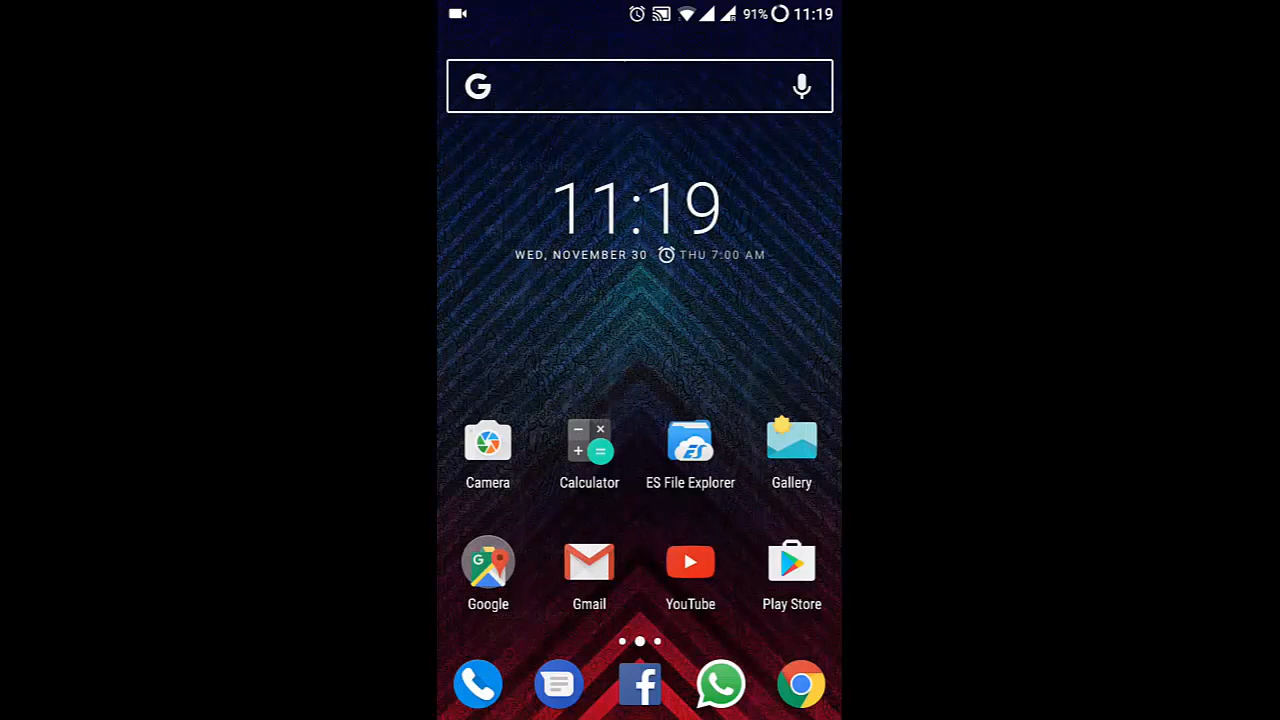 91% 11:19
G
11:19
WED, NOVEMBER 30 THU 7:00 AM
ES
Camera Calculator ES File Explorer Gallery
G
Google Gmail YouTube Play Store
f